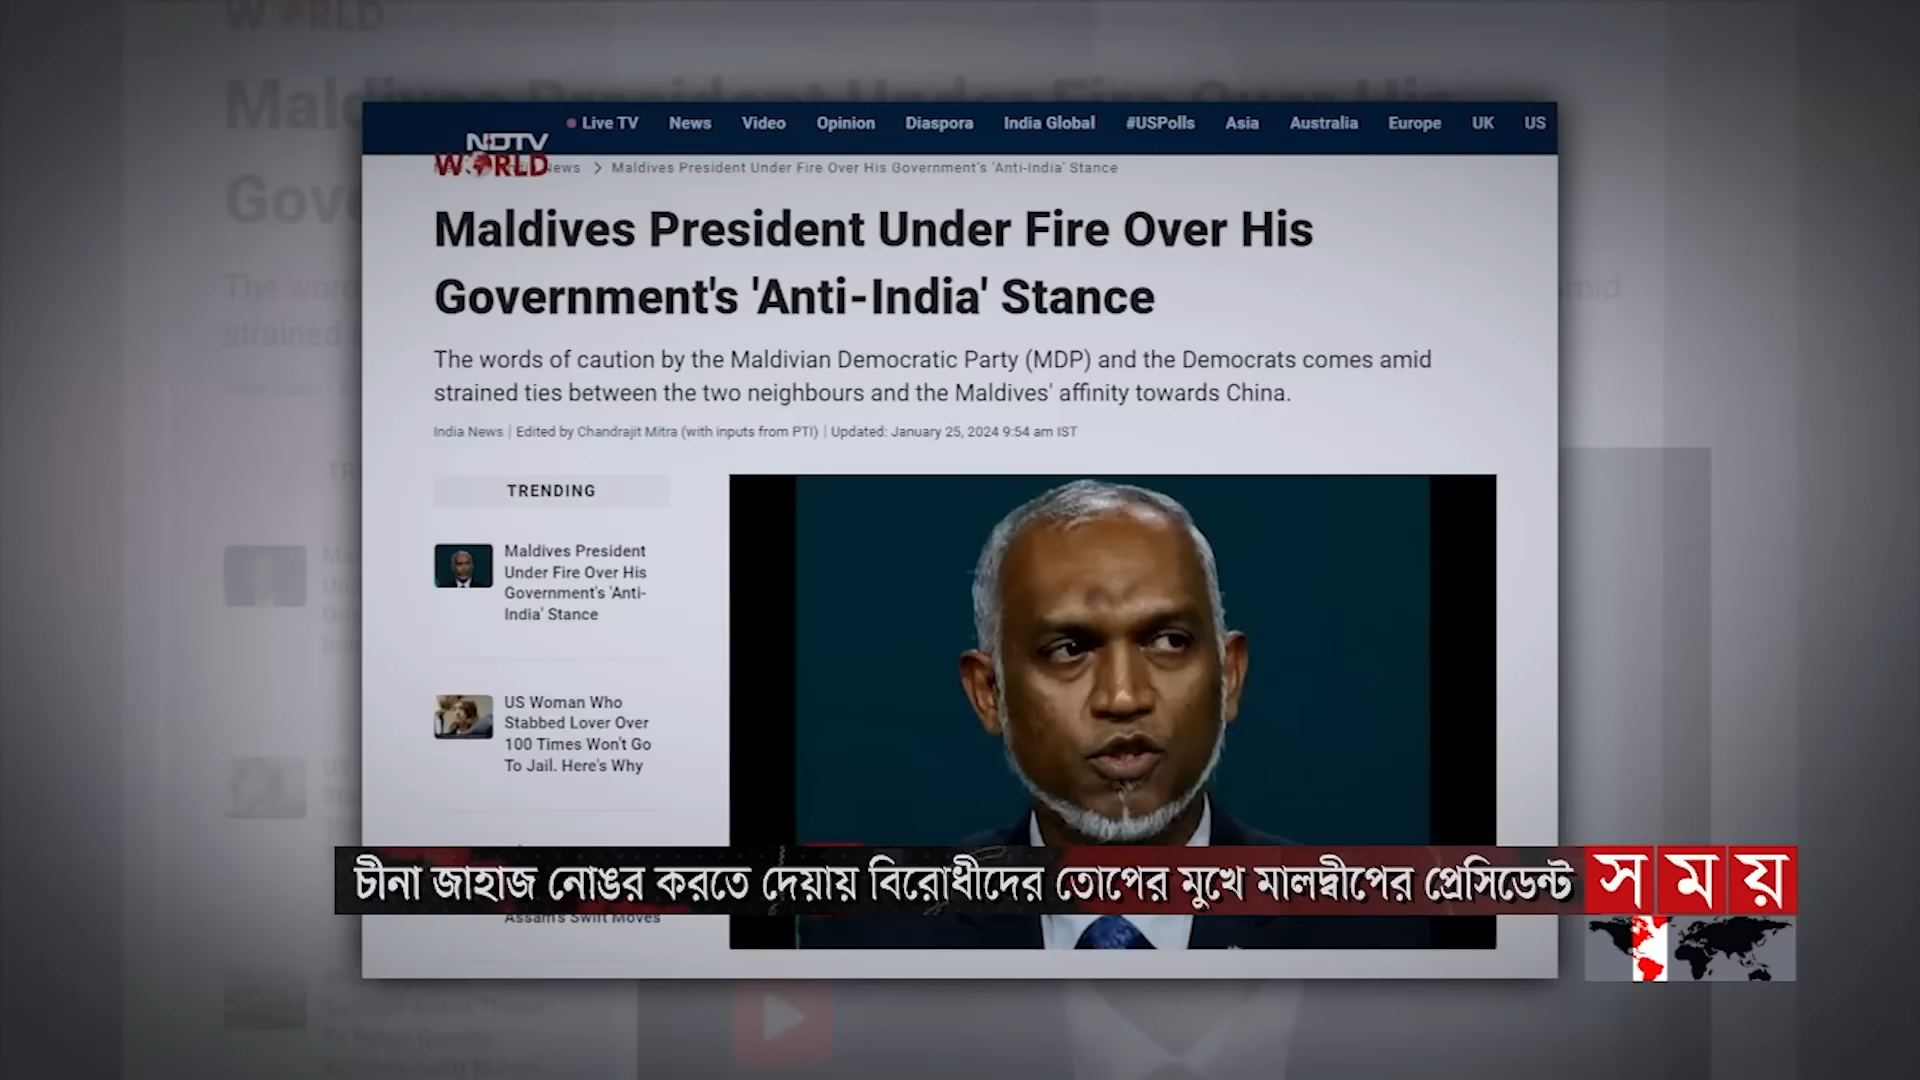 Live TV News Video Opinion Diaspora India Global #USPolls Asia Australia Europe UK US
NDTV
WORLD
News > Maldives President Under Fire Over His Government's 'Anti-India' Stance
Maldives President Under Fire Over His
Government's 'Anti-India' Stance
The words of caution by the Maldivian Democratic Party (MDP) and the Democrats comes amid
strained ties between the two neighbours and the Maldives' affinity towards China.
India News | Edited by Chandrajit Mitra (with inputs from PTI) | Updated: January 25, 2024 9:54 am IST
TRENDING
Maldives President
Under Fire Over His
Government's 'Anti-
India' Stance
US Woman Who
Stabbed Lover Over
100 Times Won't Go
To Jail. Here's Why
চীনা জাহাজ নোঙর করতে দেয়ায় বিরোধীদের তোপের মুখে মালদ্বীপের প্রেসিডেন্ট
সময়
Assam's Swift Moves